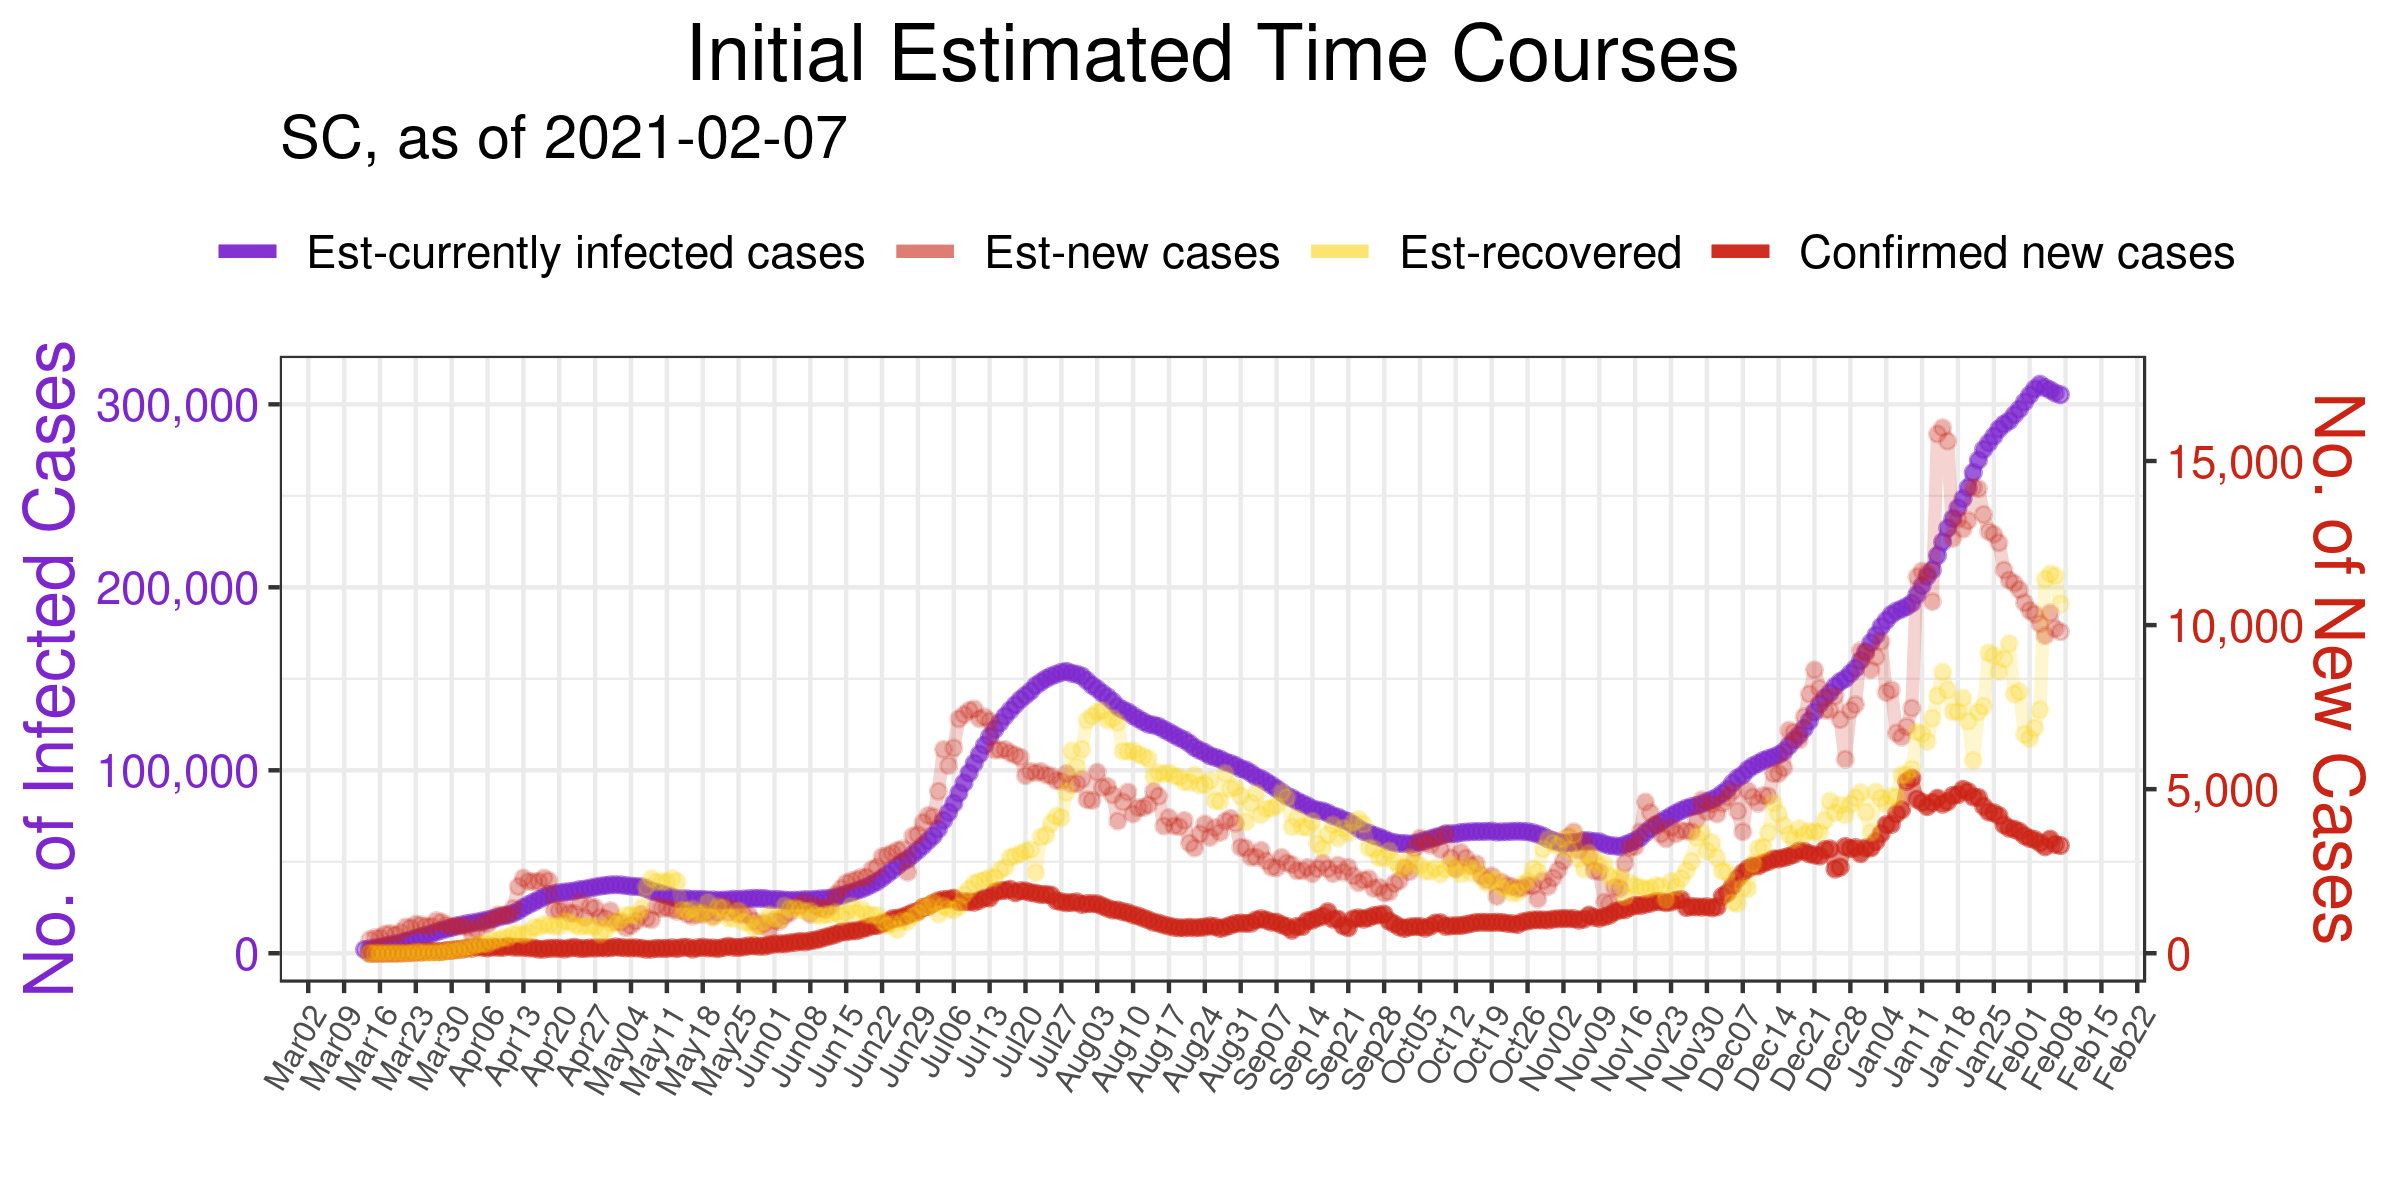 Initial Estimated Time Courses
SC, as of 2021-02-07
Est-currently infected cases Est-new cases Est-recovered Confirmed new cases
No. of Infected Cases
300,000
200,000
100,000
0
15,000
10,000
5,000
0
No. of New Cases
Mar02 Mar09 Mar16 Mar23 Mar30 Apr06 Apr13 Apr20 Apr27 May04 May11 May18 May25 Jun01 Jun08 Jun15 Jun22 Jun29 Jul06 Jul13 Jul20 Jul27 Aug03 Aug10 Aug17 Aug24 Aug31 Sep07 Sep14 Sep21 Sep28 Oct05 Oct12 Oct19 Oct26 Nov02 Nov09 Nov16 Nov23 Nov30 Dec07 Dec14 Dec21 Dec28 Jan04 Jan11 Jan18 Jan25 Feb01 Feb08 Feb15 Feb22